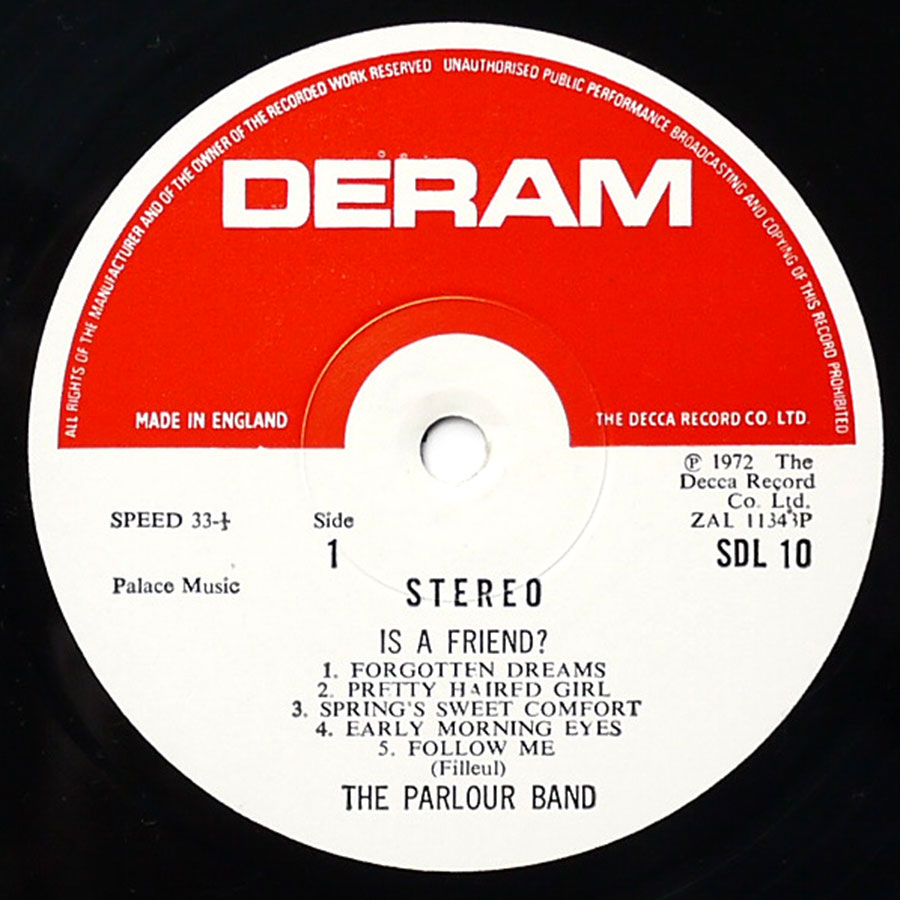 ALL RIGHTS OF THE MANUFACTURER AND OF THE OWNER OF THE RECORDED WORK RESERVED UNAUTHORISED PUBLIC PERFORMANCE BROADCASTING AND COPYING OF THIS RECORD PROHIBITED
DERAM
MADE IN ENGLAND
THE DECCA RECORD CO. LTD.
℗ 1972 The
Decca Record
Co. Ltd.
ZAL 11343P
SPEED 33-⅓
Side
1
SDL 10
Palace Music
STEREO
IS A FRIEND?
1. FORGOTTEN DREAMS
2. PRETTY HAIRED GIRL
3. SPRING'S SWEET COMFORT
4. EARLY MORNING EYES
5. FOLLOW ME
(Filleul)
THE PARLOUR BAND